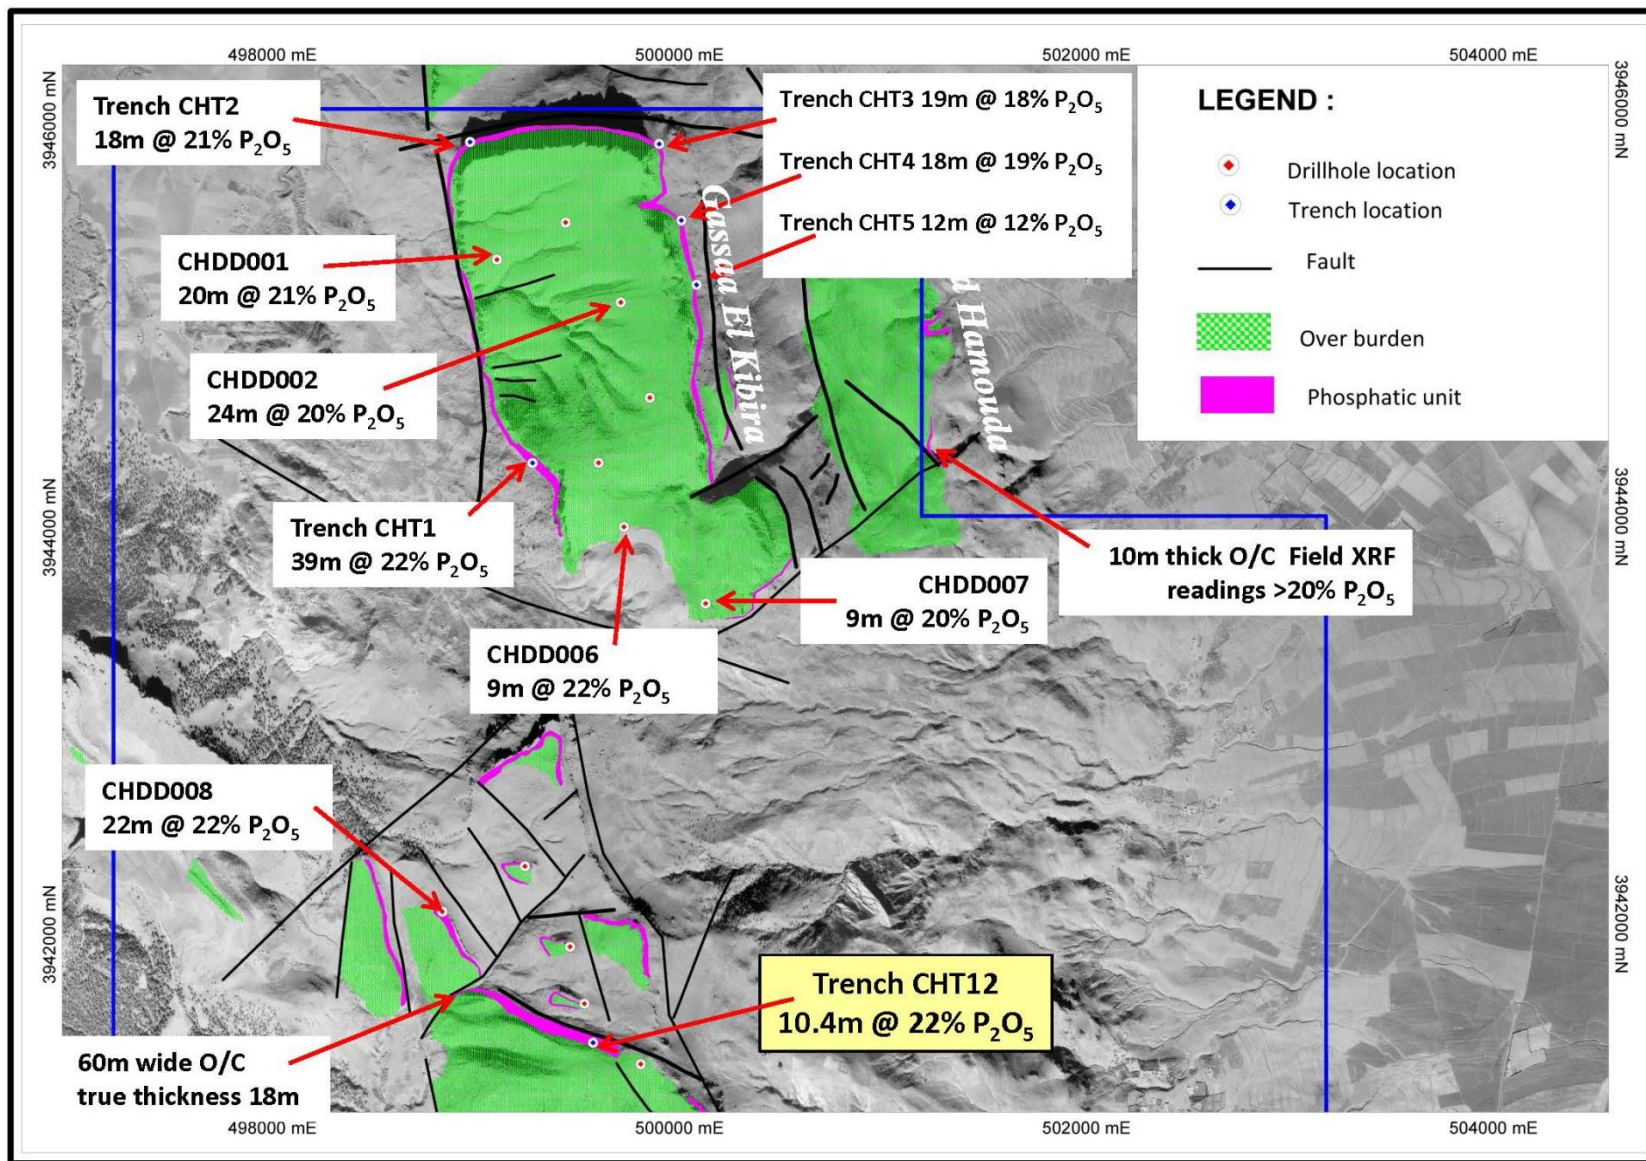 498000 mE
500000 mE
502000 mE
504000 mE
3946000 mN
3946000 mN
Trench CHT2
18m @ 21% P₂O₅
Trench CHT3 19m @ 18% P₂O₅
Trench CHT4 18m @ 19% P₂O₅
Trench CHT5 12m @ 12% P₂O₅
LEGEND :
Drillhole location
Trench location
Fault
Over burden
Phosphatic unit
CHDD001
20m @ 21% P₂O₅
Gassaa El Kibira
Hamouda
CHDD002
24m @ 20% P₂O₅
3944000 mN
3944000 mN
Trench CHT1
39m @ 22% P₂O₅
CHDD007
9m @ 20% P₂O₅
10m thick O/C Field XRF
readings >20% P₂O₅
CHDD006
9m @ 22% P₂O₅
CHDD008
22m @ 22% P₂O₅
3942000 mN
3942000 mN
Trench CHT12
10.4m @ 22% P₂O₅
60m wide O/C
true thickness 18m
498000 mE
500000 mE
502000 mE
504000 mE